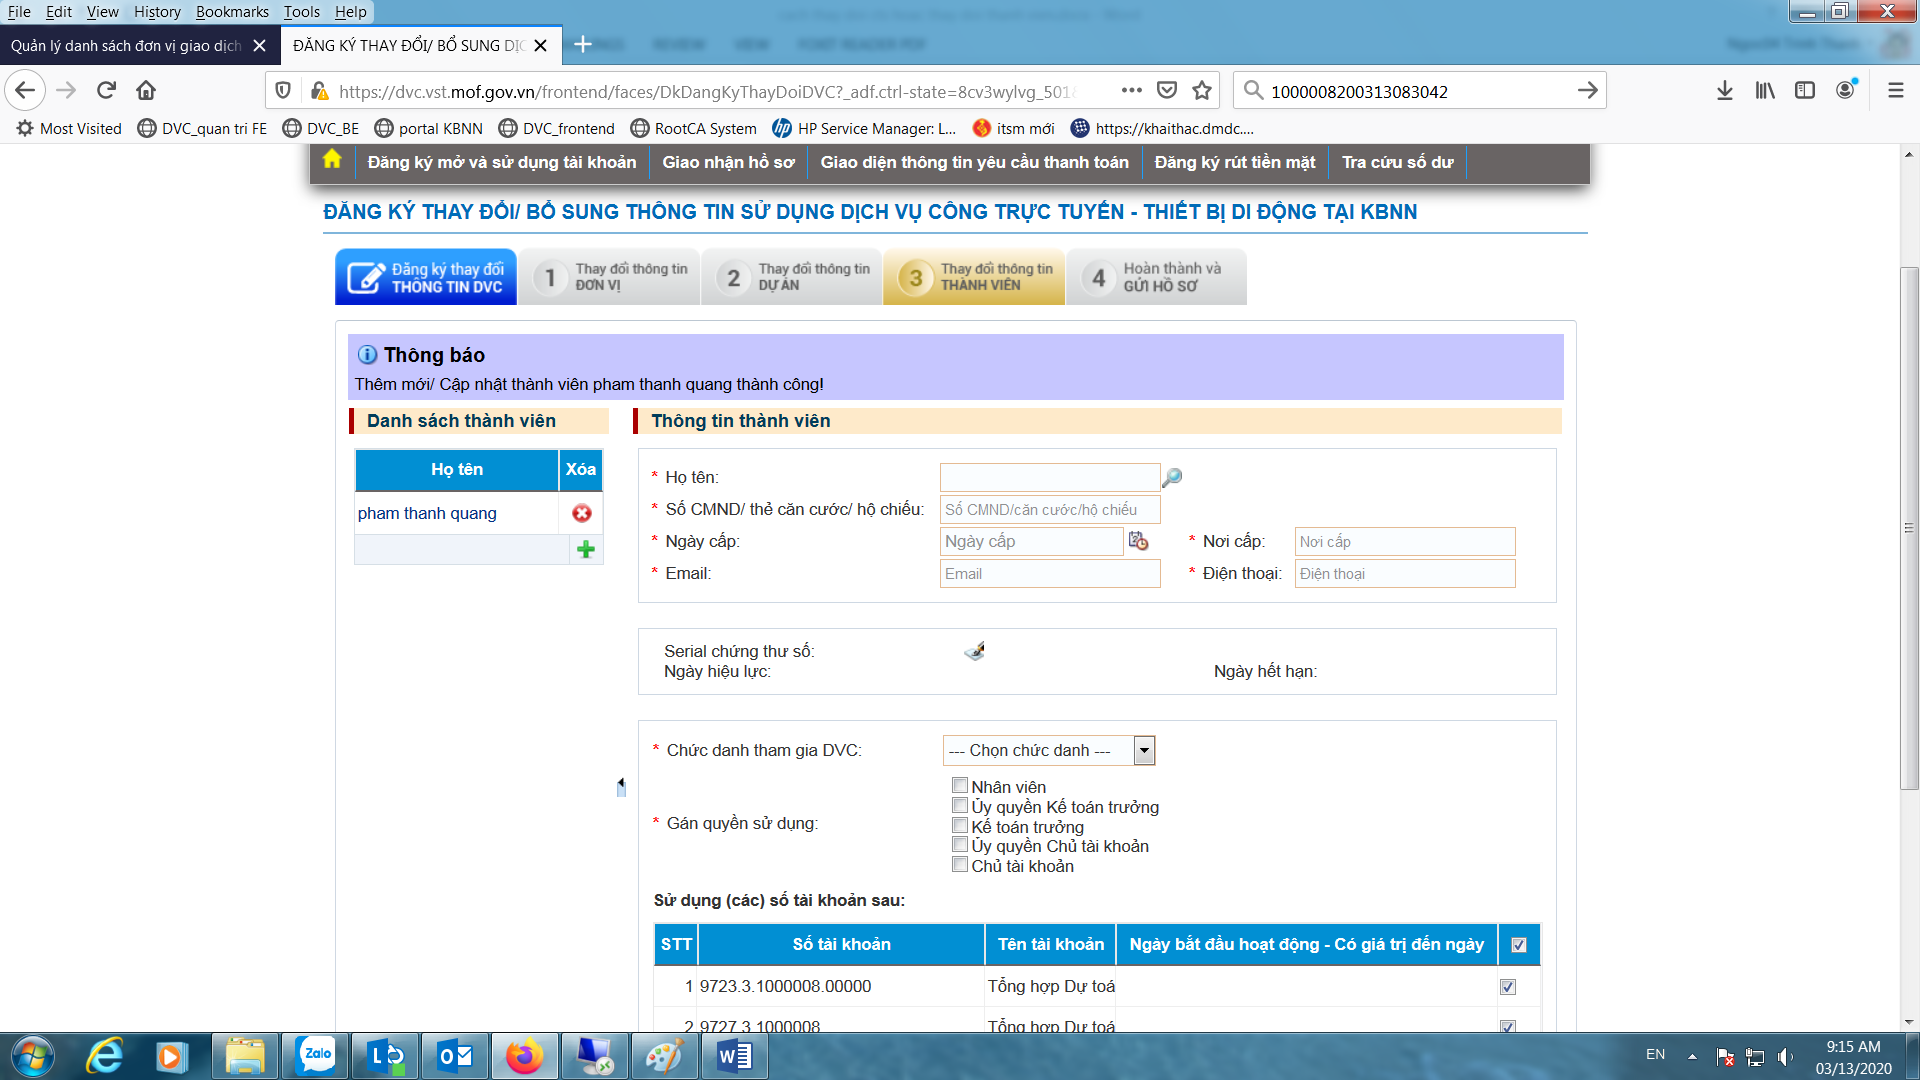 File Edit View History Bookmarks Tools Help
Quản lý danh sách đơn vị giao dịch
ĐĂNG KÝ THAY ĐỔI/ BỔ SUNG DỊC
https://dvc.vst.mof.gov.vn/frontend/faces/DkDangKyThayDoiDVC?_adf.ctrl-state=8cv3wylvg_501&
1000008200313083042
Most Visited DVC_quan tri FE DVC_BE portal KBNN DVC_frontend RootCA System HP Service Manager: L... itsm mới https://khaithac.dmdc....
Đăng ký mở và sử dụng tài khoản Giao nhận hồ sơ Giao diện thông tin yêu cầu thanh toán Đăng ký rút tiền mặt Tra cứu số dư
ĐĂNG KÝ THAY ĐỔI/ BỔ SUNG THÔNG TIN SỬ DỤNG DỊCH VỤ CÔNG TRỰC TUYẾN - THIẾT BỊ DI ĐỘNG TẠI KBNN
Đăng ký thay đổi
THÔNG TIN DVC
1 Thay đổi thông tin
ĐƠN VỊ
2 Thay đổi thông tin
DỰ ÁN
3 Thay đổi thông tin
THÀNH VIÊN
4 Hoàn thành và
GỬI HỒ SƠ
Thông báo
Thêm mới/ Cập nhật thành viên pham thanh quang thành công!
Danh sách thành viên
Họ tên Xóa
pham thanh quang
Thông tin thành viên
* Họ tên:
* Số CMND/ thẻ căn cước/ hộ chiếu: Số CMND/căn cước/hộ chiếu
* Ngày cấp: Ngày cấp * Nơi cấp: Nơi cấp
* Email: Email * Điện thoại: Điện thoại
Serial chứng thư số:
Ngày hiệu lực: Ngày hết hạn:
* Chức danh tham gia DVC: --- Chọn chức danh ---
* Gán quyền sử dụng:
Nhân viên
Ủy quyền Kế toán trưởng
Kế toán trưởng
Ủy quyền Chủ tài khoản
Chủ tài khoản
Sử dụng (các) số tài khoản sau:
STT Số tài khoản Tên tài khoản Ngày bắt đầu hoạt động - Có giá trị đến ngày
1 9723.3.1000008.00000 Tổng hợp Dự toá
2 9727.3.1000008 Tổng hợp Dự toá
Zalo
EN
9:15 AM
03/13/2020